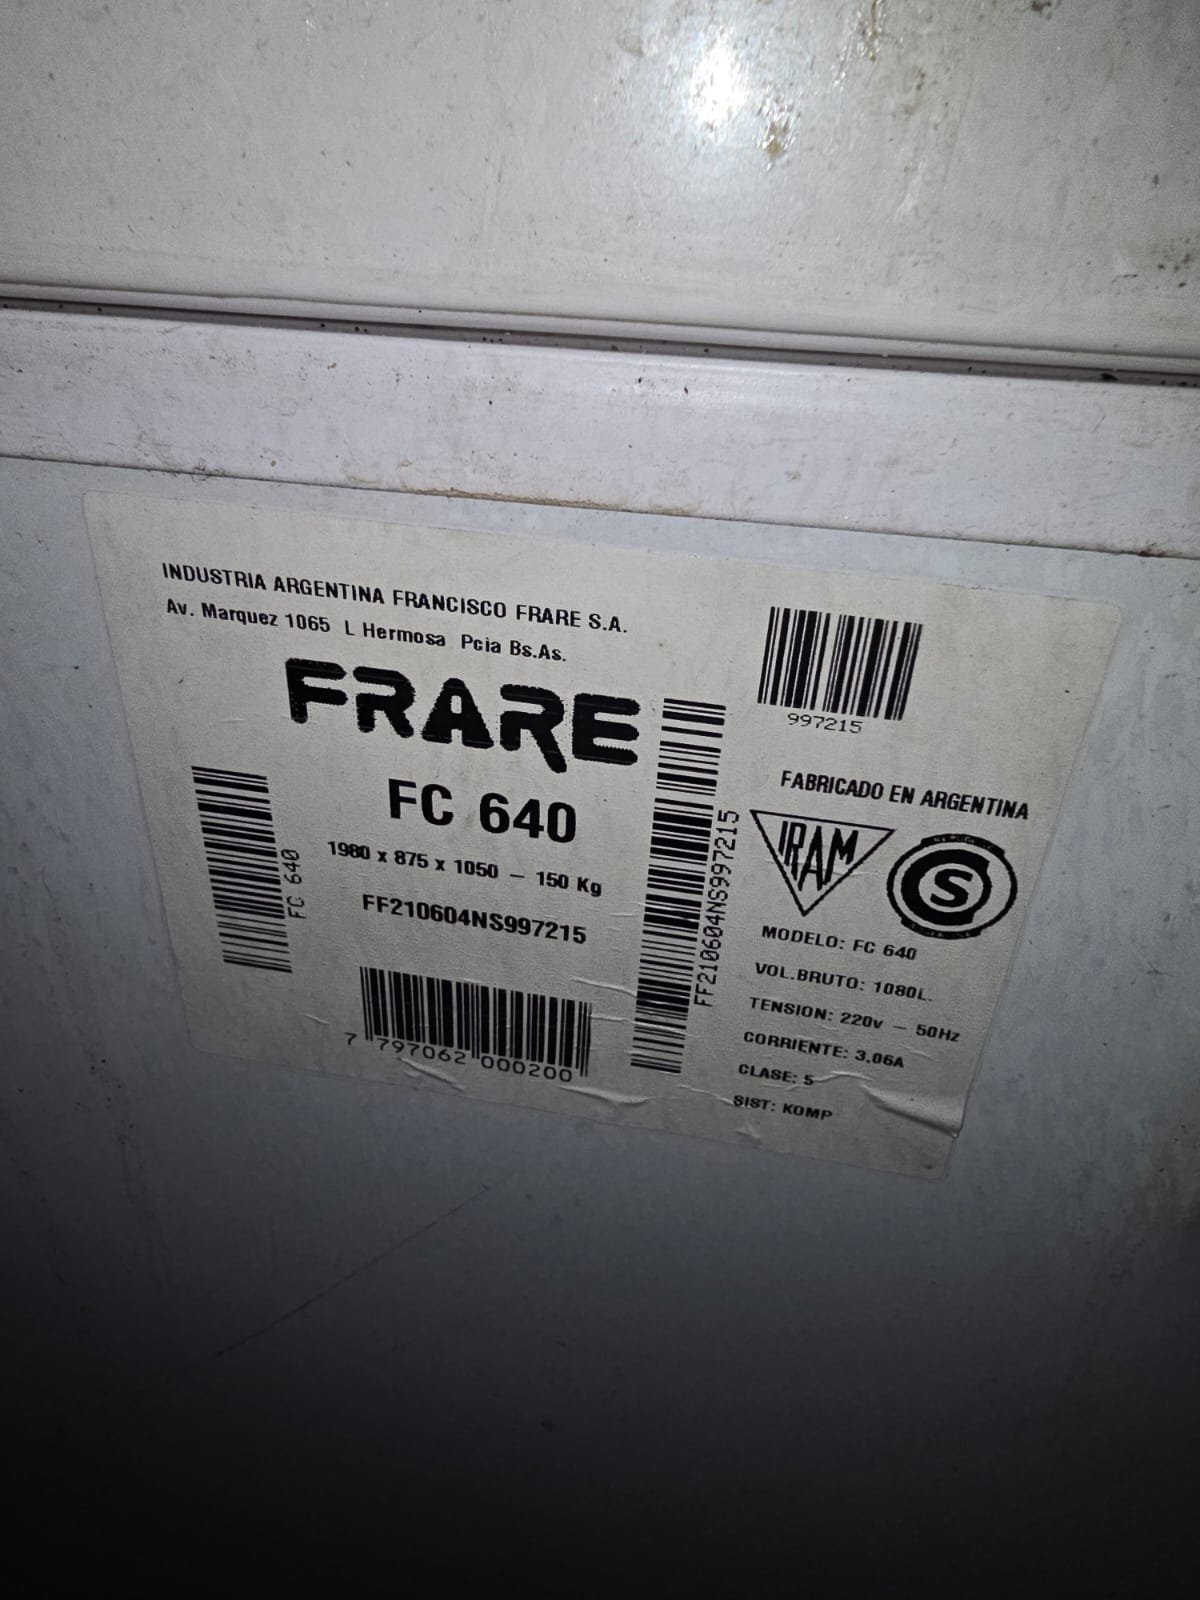 INDUSTRIA ARGENTINA FRANCISCO FRARE S.A.
Av. Marquez 1065 L Hermosa Pcia Bs.As.
FRARE
FC 640
1980 x 875 x 1050 – 150 Kg
FF210604NS997215
FC 640
7 797062 000200
FF210604NS997215
997215
FABRICADO EN ARGENTINA
IRAM
S
MODELO: FC 640
VOL.BRUTO: 1080L.
TENSION: 220v – 50Hz
CORRIENTE: 3,06A
CLASE: 5
SIST: KOMP